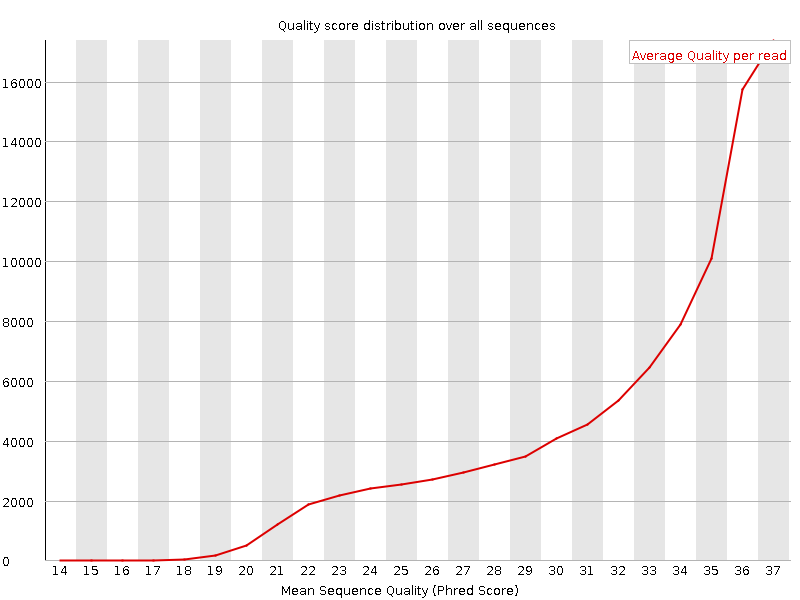 Quality score distribution over all sequences
Average Quality per read
16000
14000
12000
10000
8000
6000
4000
2000
0
14 15 16 17 18 19 20 21 22 23 24 25 26 27 28 29 30 31 32 33 34 35 36 37
Mean Sequence Quality (Phred Score)